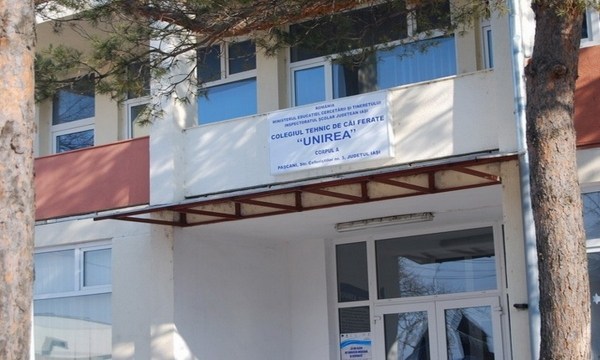 ROMÂNIA
MINISTERUL EDUCAȚIEI CERCETĂRII ȘI TINERETULUI
INSPECTORATUL ȘCOLAR JUDEȚEAN IAȘI
COLEGIUL TEHNIC DE CĂI FERATE
"UNIREA"
CORPUL A
PAȘCANI, Str. nr. 3, JUDEȚUL IAȘI